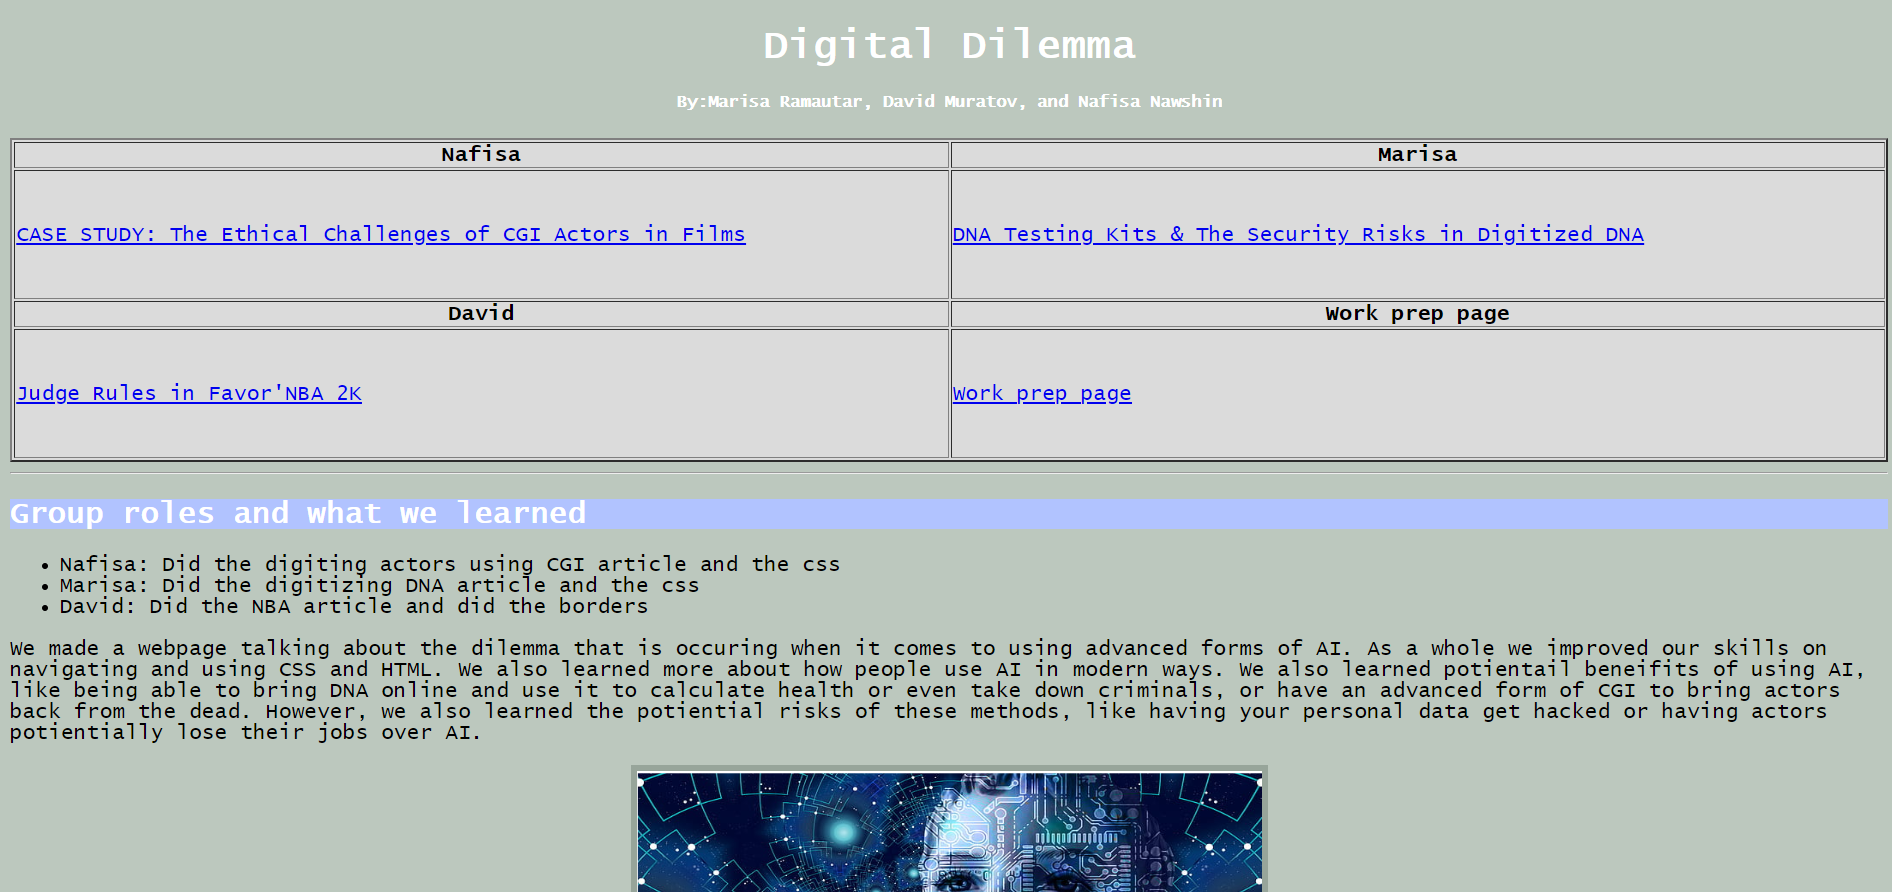 Digital Dilemma
By:Marisa Ramautar, David Muratov, and Nafisa Nawshin
Nafisa
Marisa
CASE STUDY: The Ethical Challenges of CGI Actors in Films
DNA Testing Kits & The Security Risks in Digitized DNA
David
Work prep page
Judge Rules in Favor'NBA 2K
Work prep page
Group roles and what we learned
• Nafisa: Did the digiting actors using CGI article and the css
• Marisa: Did the digitizing DNA article and the css
• David: Did the NBA article and did the borders
We made a webpage talking about the dilemma that is occuring when it comes to using advanced forms of AI. As a whole we improved our skills on
navigating and using CSS and HTML. We also learned more about how people use AI in modern ways. We also learned potientail beneifits of using AI,
like being able to bring DNA online and use it to calculate health or even take down criminals, or have an advanced form of CGI to bring actors
back from the dead. However, we also learned the potiential risks of these methods, like having your personal data get hacked or having actors
potientially lose their jobs over AI.